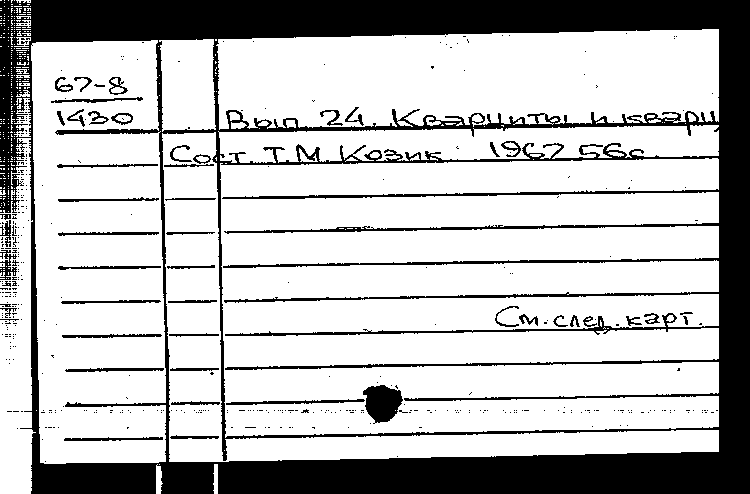 67-8
1430
Вып. 24. Кварциты и кварц
Сост. Т.М. Козик 1967 56с.
См. след. карт.